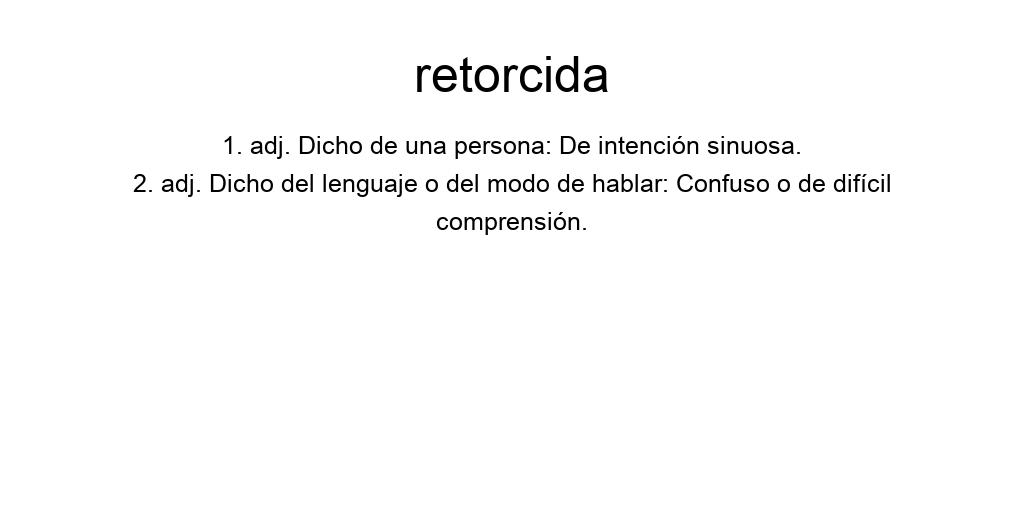 retorcida
1. adj. Dicho de una persona: De intención sinuosa.
2. adj. Dicho del lenguaje o del modo de hablar: Confuso o de difícil
comprensión.